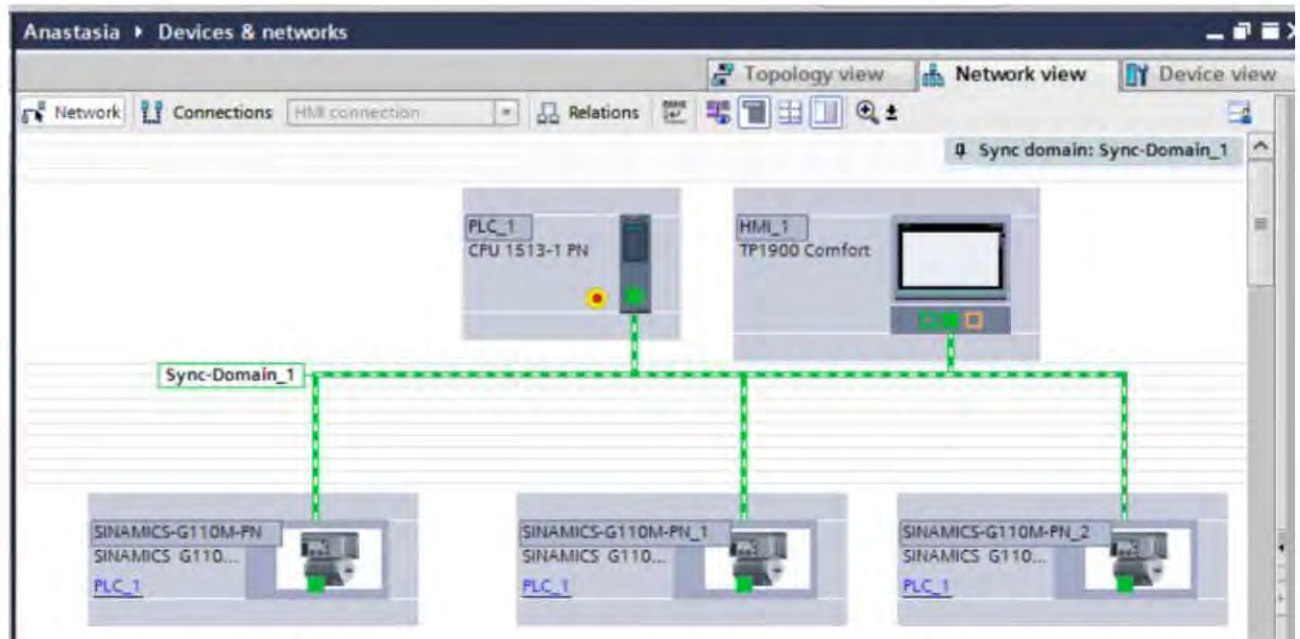 Anastasia ▸ Devices & networks
Topology view
Network view
Device view
Network
Connections
HMI connection
Relations
Sync domain: Sync-Domain_1
PLC_1
CPU 1513-1 PN
HMI_1
TP1900 Comfort
Sync-Domain_1
SINAMICS-G110M-PN
SINAMICS G110...
PLC_1
SINAMICS-G110M-PN_1
SINAMICS G110...
PLC_1
SINAMICS-G110M-PN_2
SINAMICS G110...
PLC_1